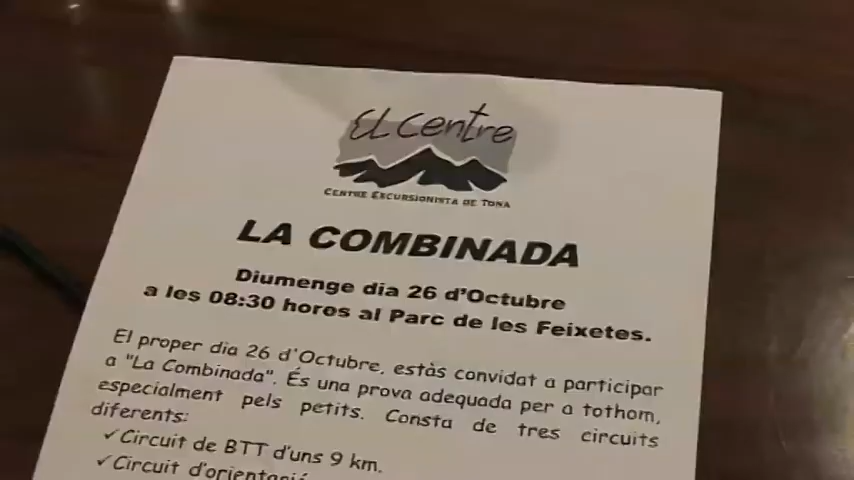 El centre
CENTRE EXCURSIONISTA DE TONA
LA COMBINADA
Diumenge dia 26 d'Octubre
a les 08:30 hores al Parc de les Feixetes.
El proper dia 26 d'Octubre, estàs convidat a participar
a "La Combinada". És una prova adequada per a tothom,
especialment pels petits. Consta de tres circuits
diferents:
✓Circuit de BTT d'uns 9 km.
✓Circuit d'orientació